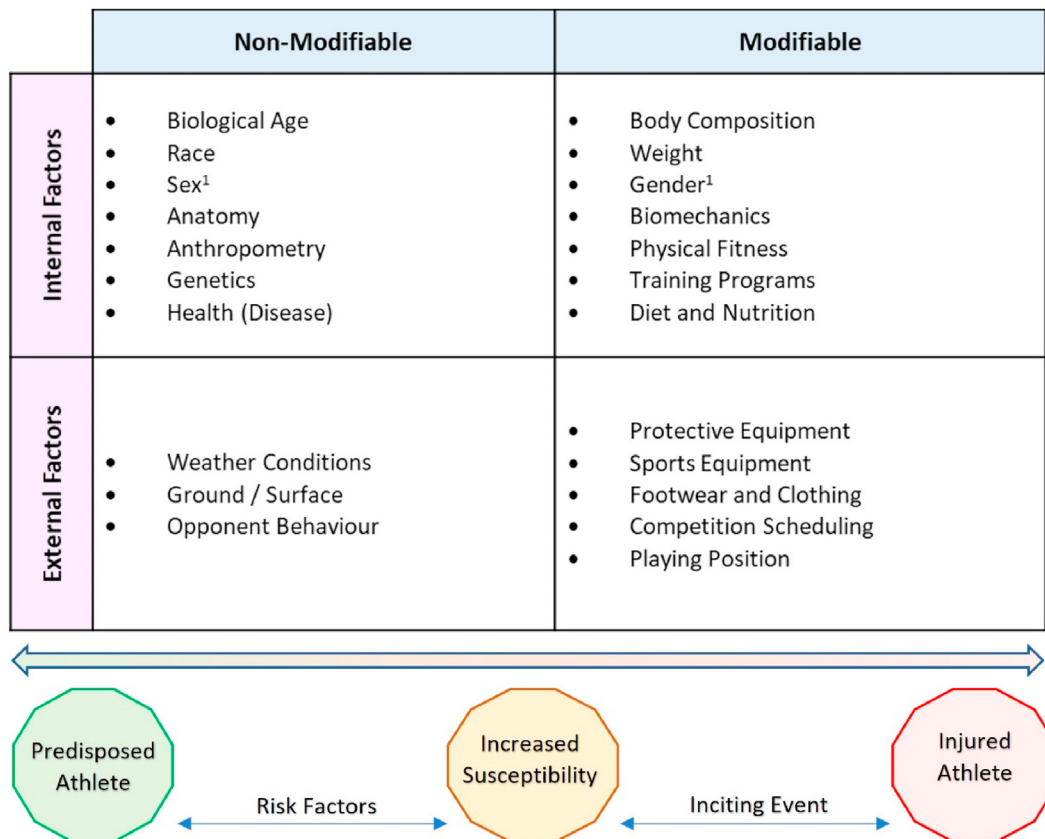 Non-Modifiable
Modifiable
Internal Factors
• Biological Age
• Race
• Sex¹
• Anatomy
• Anthropometry
• Genetics
• Health (Disease)
• Body Composition
• Weight
• Gender¹
• Biomechanics
• Physical Fitness
• Training Programs
• Diet and Nutrition
External Factors
• Weather Conditions
• Ground / Surface
• Opponent Behaviour
• Protective Equipment
• Sports Equipment
• Footwear and Clothing
• Competition Scheduling
• Playing Position
Predisposed
Athlete
Risk Factors
Increased
Susceptibility
Inciting Event
Injured
Athlete